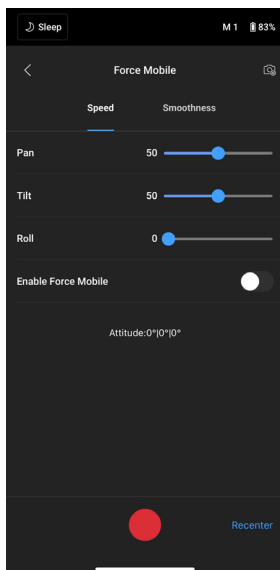 Sleep M 1 83%
Force Mobile
Speed Smoothness
Pan 50
Tilt 50
Roll 0
Enable Force Mobile
Attitude:0°|0°|0°
Recenter